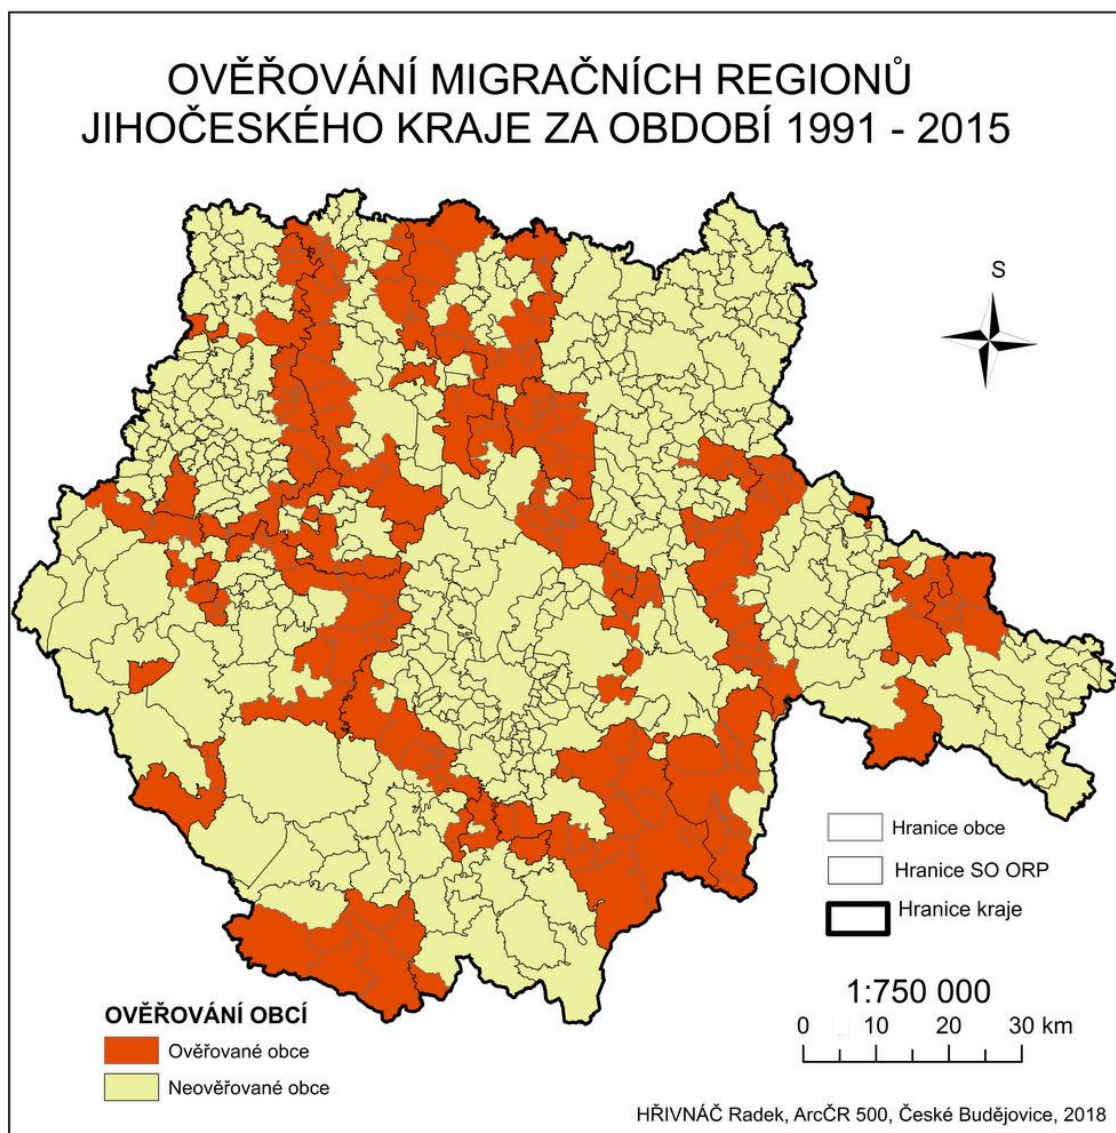 OVĚŘOVÁNÍ MIGRAČNÍCH REGIONŮ
JIHOČESKÉHO KRAJE ZA OBDOBÍ 1991 - 2015
S
Hranice obce
Hranice SO ORP
Hranice kraje
1:750 000
0 10 20 30 km
OVĚŘOVÁNÍ OBCÍ
Ověřované obce
Neověřované obce
HŘIVNÁČ Radek, ArcČR 500, České Budějovice, 2018